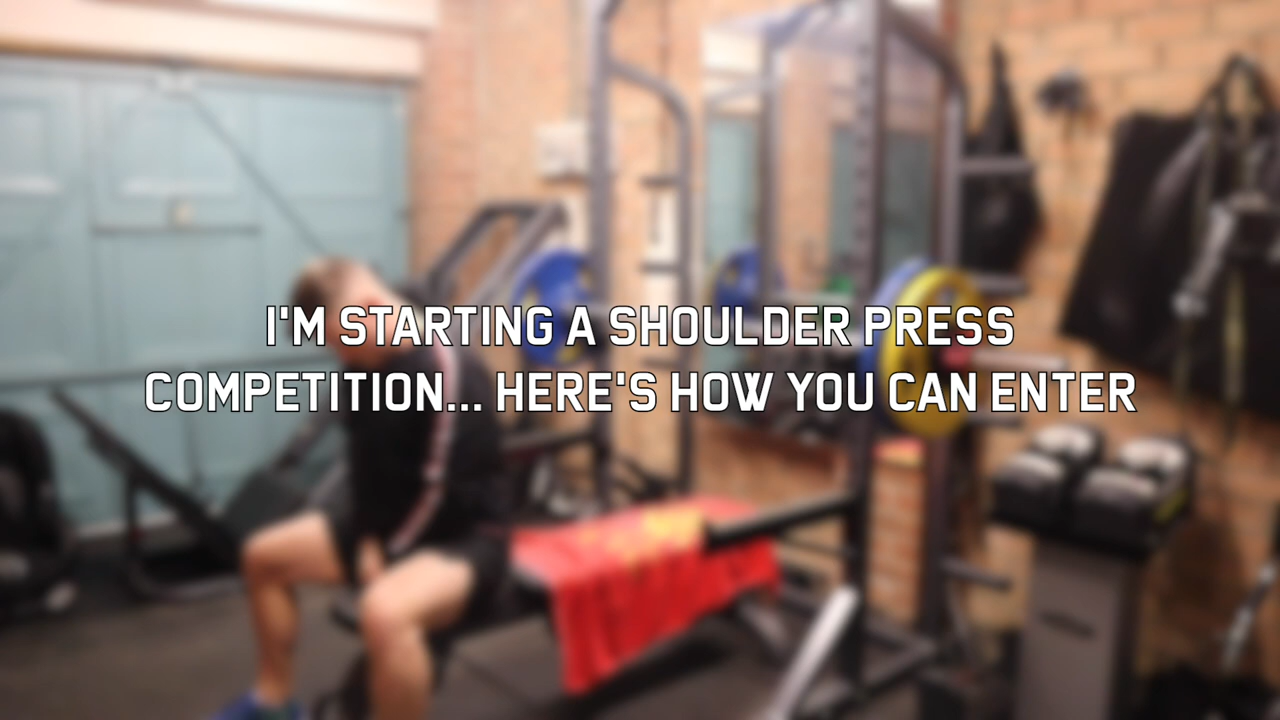 I'M STARTING A SHOULDER PRESS
COMPETITION... HERE'S HOW YOU CAN ENTER